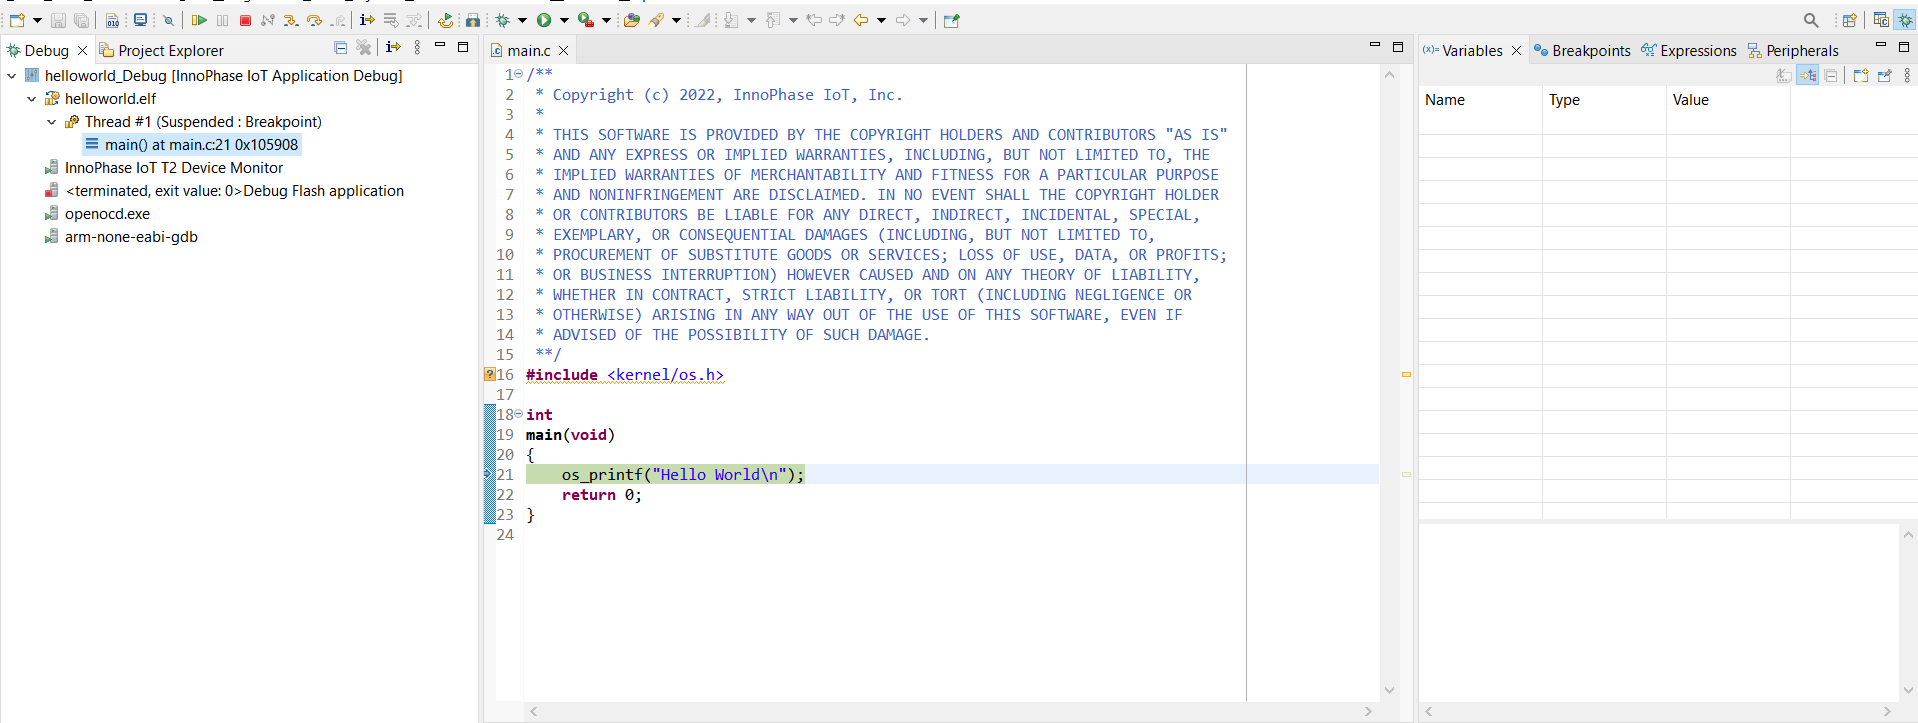 Debug
Project Explorer
helloworld_Debug [InnoPhase IoT Application Debug]
helloworld.elf
Thread #1 (Suspended : Breakpoint)
main() at main.c:21 0x105908
InnoPhase IoT T2 Device Monitor
<terminated, exit value: 0>Debug Flash application
openocd.exe
arm-none-eabi-gdb
main.c
1 /**
2 * Copyright (c) 2022, InnoPhase IoT, Inc.
3 *
4 * THIS SOFTWARE IS PROVIDED BY THE COPYRIGHT HOLDERS AND CONTRIBUTORS "AS IS"
5 * AND ANY EXPRESS OR IMPLIED WARRANTIES, INCLUDING, BUT NOT LIMITED TO, THE
6 * IMPLIED WARRANTIES OF MERCHANTABILITY AND FITNESS FOR A PARTICULAR PURPOSE
7 * AND NONINFRINGEMENT ARE DISCLAIMED. IN NO EVENT SHALL THE COPYRIGHT HOLDER
8 * OR CONTRIBUTORS BE LIABLE FOR ANY DIRECT, INDIRECT, INCIDENTAL, SPECIAL,
9 * EXEMPLARY, OR CONSEQUENTIAL DAMAGES (INCLUDING, BUT NOT LIMITED TO,
10 * PROCUREMENT OF SUBSTITUTE GOODS OR SERVICES; LOSS OF USE, DATA, OR PROFITS;
11 * OR BUSINESS INTERRUPTION) HOWEVER CAUSED AND ON ANY THEORY OF LIABILITY,
12 * WHETHER IN CONTRACT, STRICT LIABILITY, OR TORT (INCLUDING NEGLIGENCE OR
13 * OTHERWISE) ARISING IN ANY WAY OUT OF THE USE OF THIS SOFTWARE, EVEN IF
14 * ADVISED OF THE POSSIBILITY OF SUCH DAMAGE.
15 **/
16 #include <kernel/os.h>
17
18 int
19 main(void)
20 {
21 os_printf("Hello World\n");
22 return 0;
23 }
24
(x)= Variables
Breakpoints
Expressions
Peripherals
Name Type Value